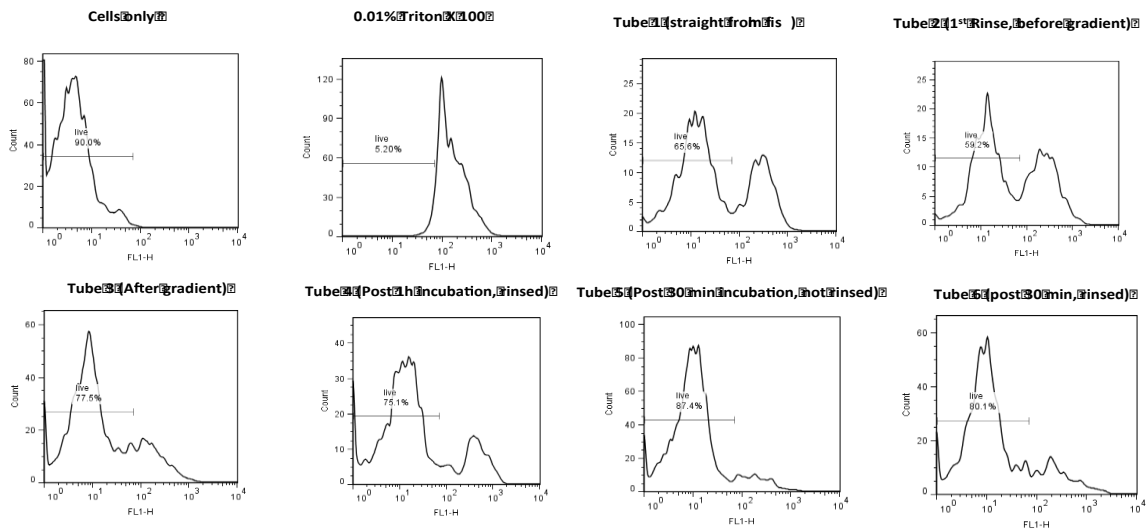 Cells only
0.01% Triton X 100
Tube 1 (straight from fis )
Tube 2 (1st Rinse, before gradient)
80
60
40
20
0
Count
live
90.0%
10^0 10^1 10^2 10^3 10^4
FL1-H
120
90
60
30
0
Count
live
5.20%
10^0 10^1 10^2 10^3 10^4
FL1-H
25
20
15
10
5
0
Count
live
65.6%
10^0 10^1 10^2 10^3 10^4
FL1-H
25
20
15
10
5
0
Count
live
59.2%
10^0 10^1 10^2 10^3 10^4
FL1-H
Tube 3 (After gradient)
Tube 4 (Post 1h incubation, rinsed)
Tube 5 (Post 30 min incubation, not rinsed)
Tube 6 (post 30 min, rinsed)
60
40
20
0
Count
live
77.5%
10^0 10^1 10^2 10^3 10^4
FL1-H
40
30
20
10
0
Count
live
75.1%
10^0 10^1 10^2 10^3 10^4
FL1-H
100
80
60
40
20
0
Count
live
87.4%
10^0 10^1 10^2 10^3 10^4
FL1-H
60
40
20
0
Count
live
80.1%
10^0 10^1 10^2 10^3 10^4
FL1-H